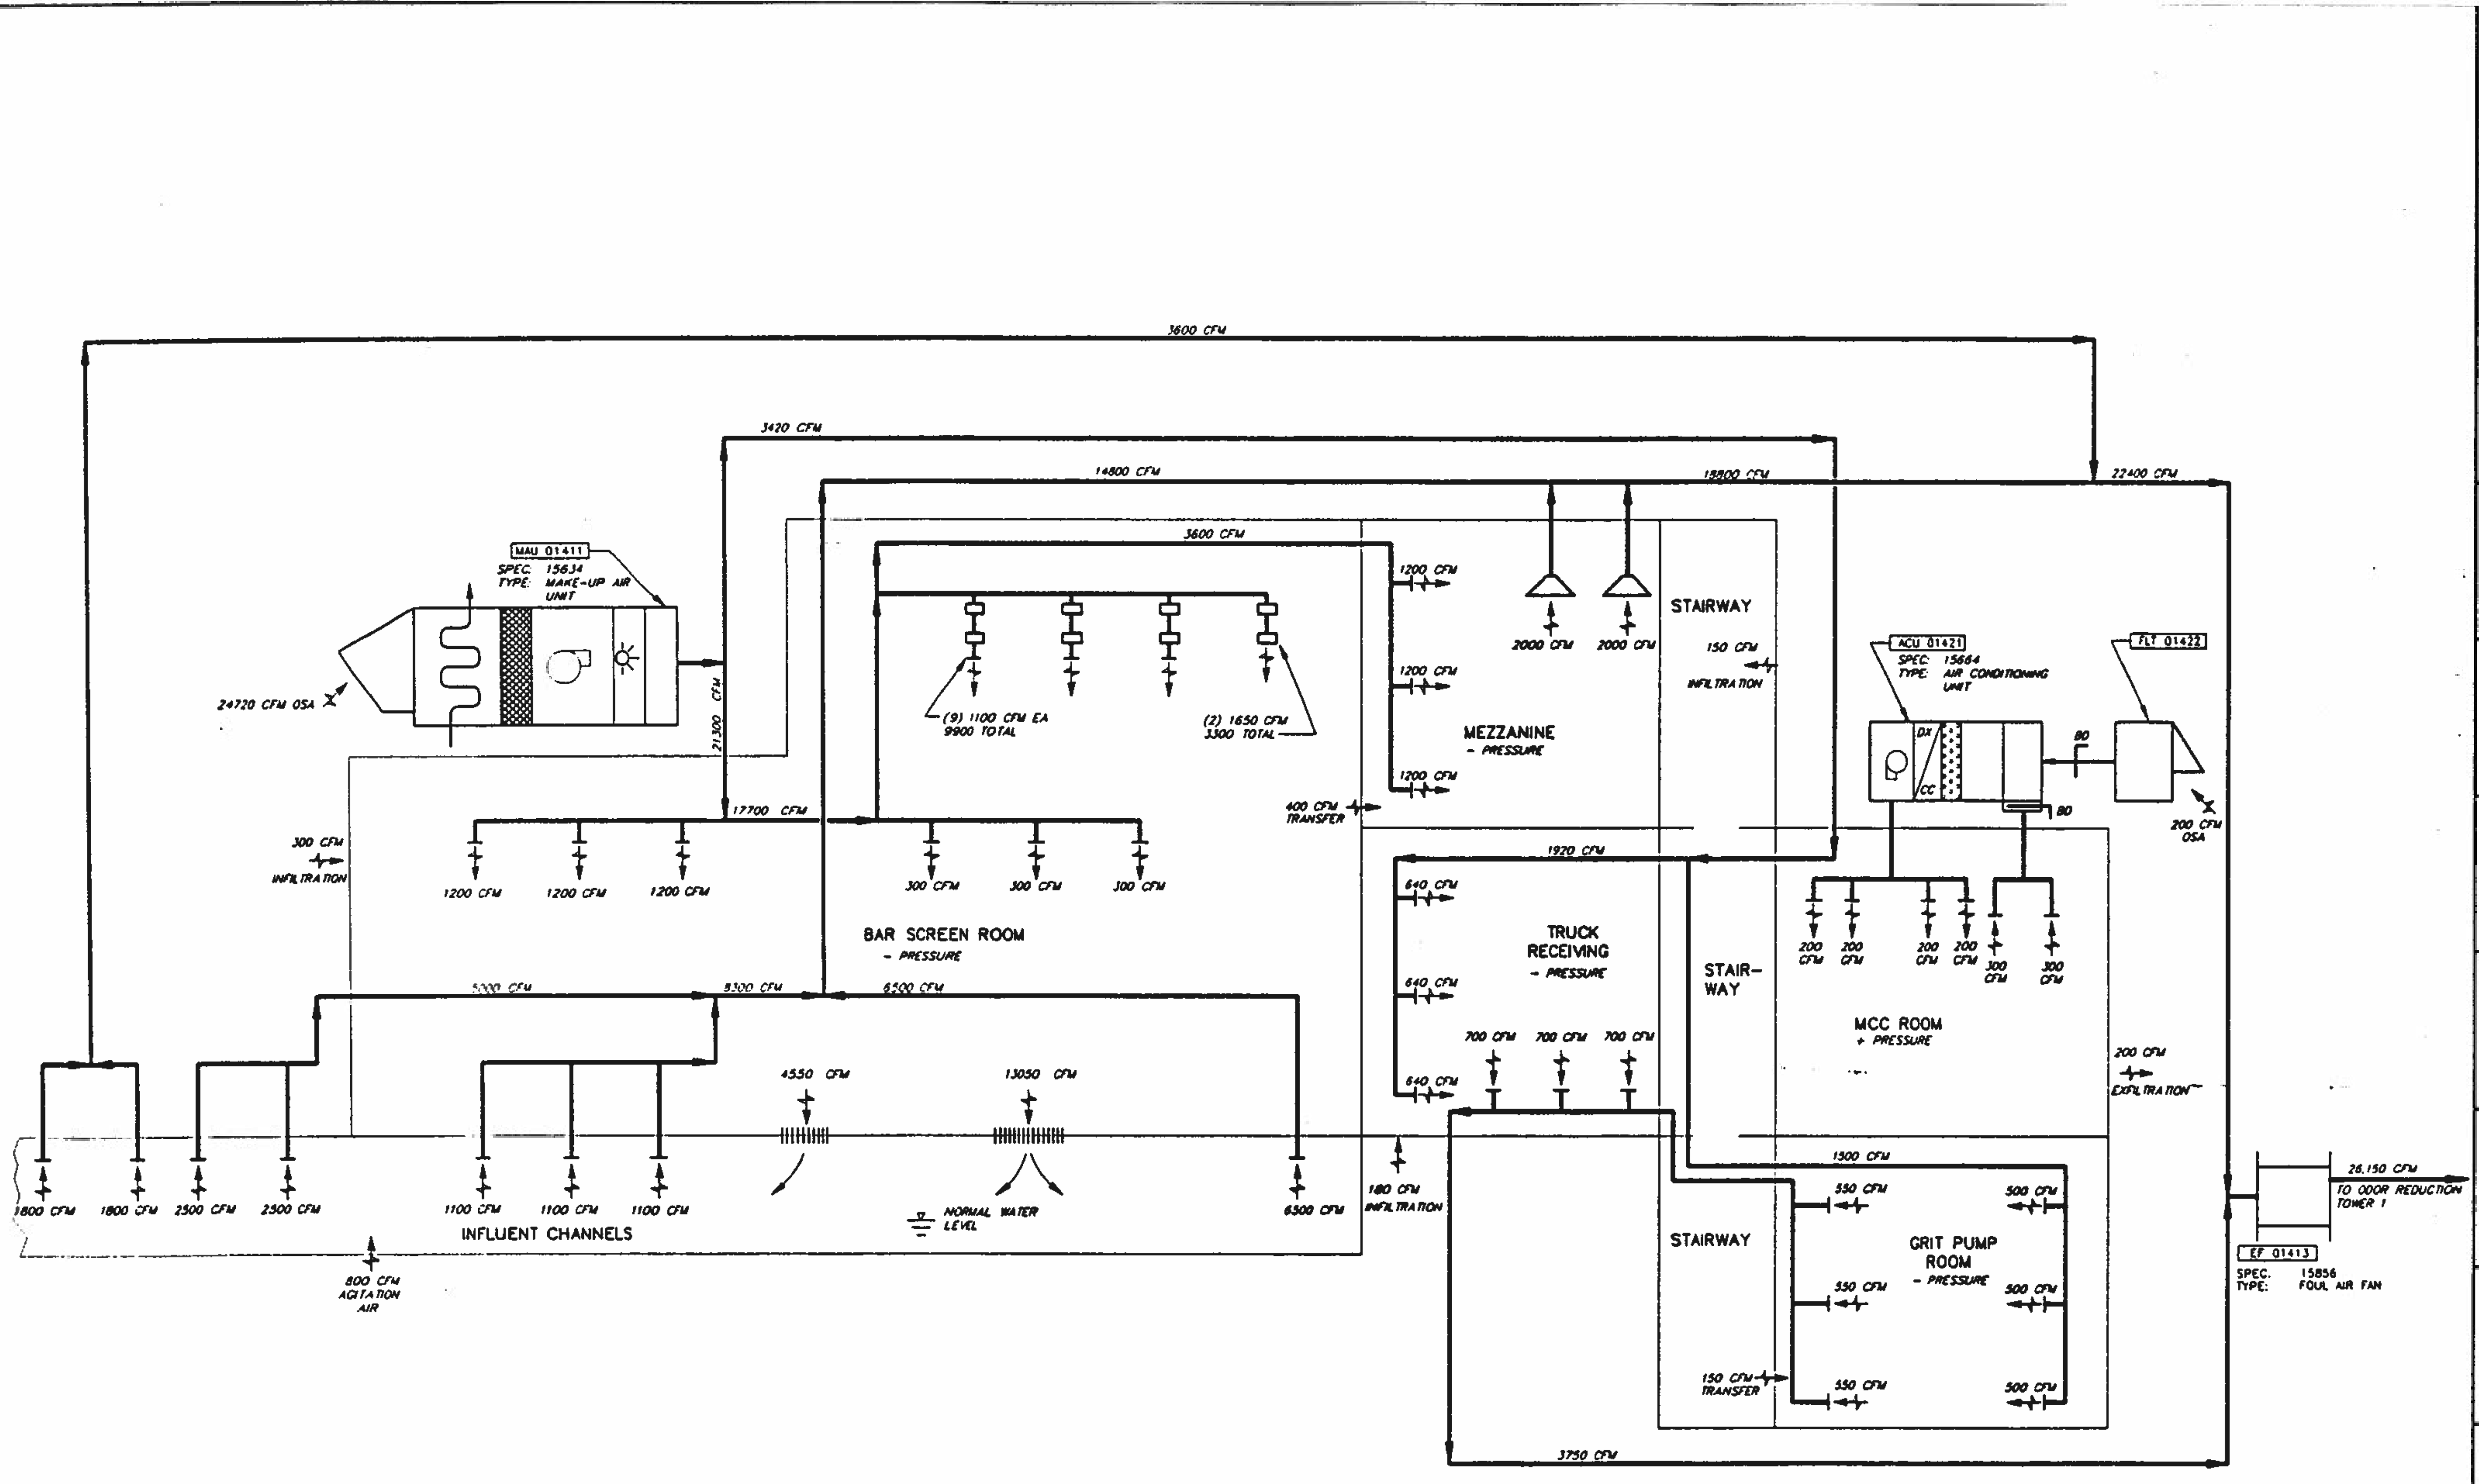 3600 CFM
3420 CFM
14800 CFM
18800 CFM
22400 CFM
MAU 01411
SPEC: 15634
TYPE: MAKE-UP AIR
UNIT
24720 CFM OSA
21300 CFM
3600 CFM
1200 CFM
1200 CFM
1200 CFM
2000 CFM
2000 CFM
STAIRWAY
150 CFM
INFILTRATION
(9) 1100 CFM EA
9900 TOTAL
(2) 1650 CFM
3300 TOTAL
MEZZANINE
- PRESSURE
400 CFM
TRANSFER
ACU 01421
SPEC: 15664
TYPE: AIR CONDITIONING
UNIT
FLT 01422
DX
CC
BD
BD
200 CFM
OSA
17700 CFM
300 CFM
INFILTRATION
1200 CFM
1200 CFM
1200 CFM
300 CFM
300 CFM
300 CFM
BAR SCREEN ROOM
- PRESSURE
1920 CFM
640 CFM
640 CFM
640 CFM
TRUCK
RECEIVING
- PRESSURE
STAIR-
WAY
200
CFM
200
CFM
200
CFM
200
CFM
300
CFM
300
CFM
MCC ROOM
+ PRESSURE
200 CFM
EXFILTRATION
5000 CFM
8300 CFM
6500 CFM
700 CFM
700 CFM
700 CFM
4550 CFM
13050 CFM
1800 CFM
1800 CFM
2500 CFM
2500 CFM
1100 CFM
1100 CFM
1100 CFM
INFLUENT CHANNELS
NORMAL WATER
LEVEL
6500 CFM
180 CFM
INFILTRATION
800 CFM
AGITATION
AIR
1500 CFM
550 CFM
500 CFM
STAIRWAY
GRIT PUMP
ROOM
- PRESSURE
550 CFM
500 CFM
150 CFM
TRANSFER
550 CFM
500 CFM
26,150 CFM
TO ODOR REDUCTION
TOWER 1
EF 01413
SPEC. 15856
TYPE: FOUL AIR FAN
3750 CFM